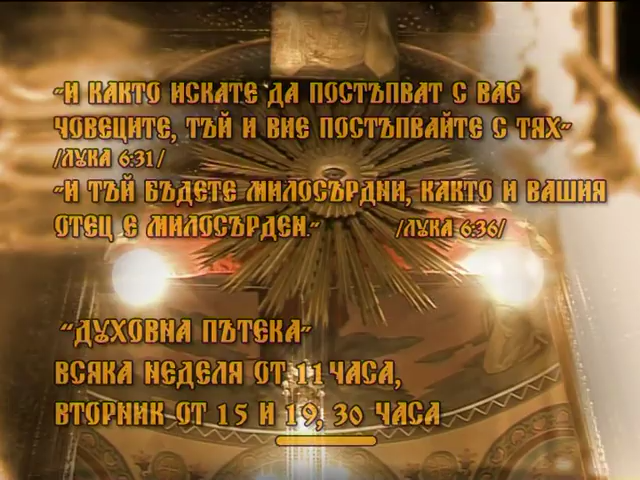 "И КАКТО ИСКАТЕ ДА ПОСТЪПВАТ С ВАС
ЧОВЕЦИТЕ, ТЪЙ И ВИЕ ПОСТЪПВАЙТЕ С ТЯХ"
/ЛУКА 6:31/
"И ТЪЙ БЪДЕТЕ МИЛОСЪРДНИ, КАКТО И ВАШИЯ
ОТЕЦ Е МИЛОСЪРДЕН." /ЛУКА 6:36/
"ДУХОВНА ПЪТЕКА"
ВСЯКА НЕДЕЛЯ ОТ 11 ЧАСА,
ВТОРНИК ОТ 15 И 19, 30 ЧАСА